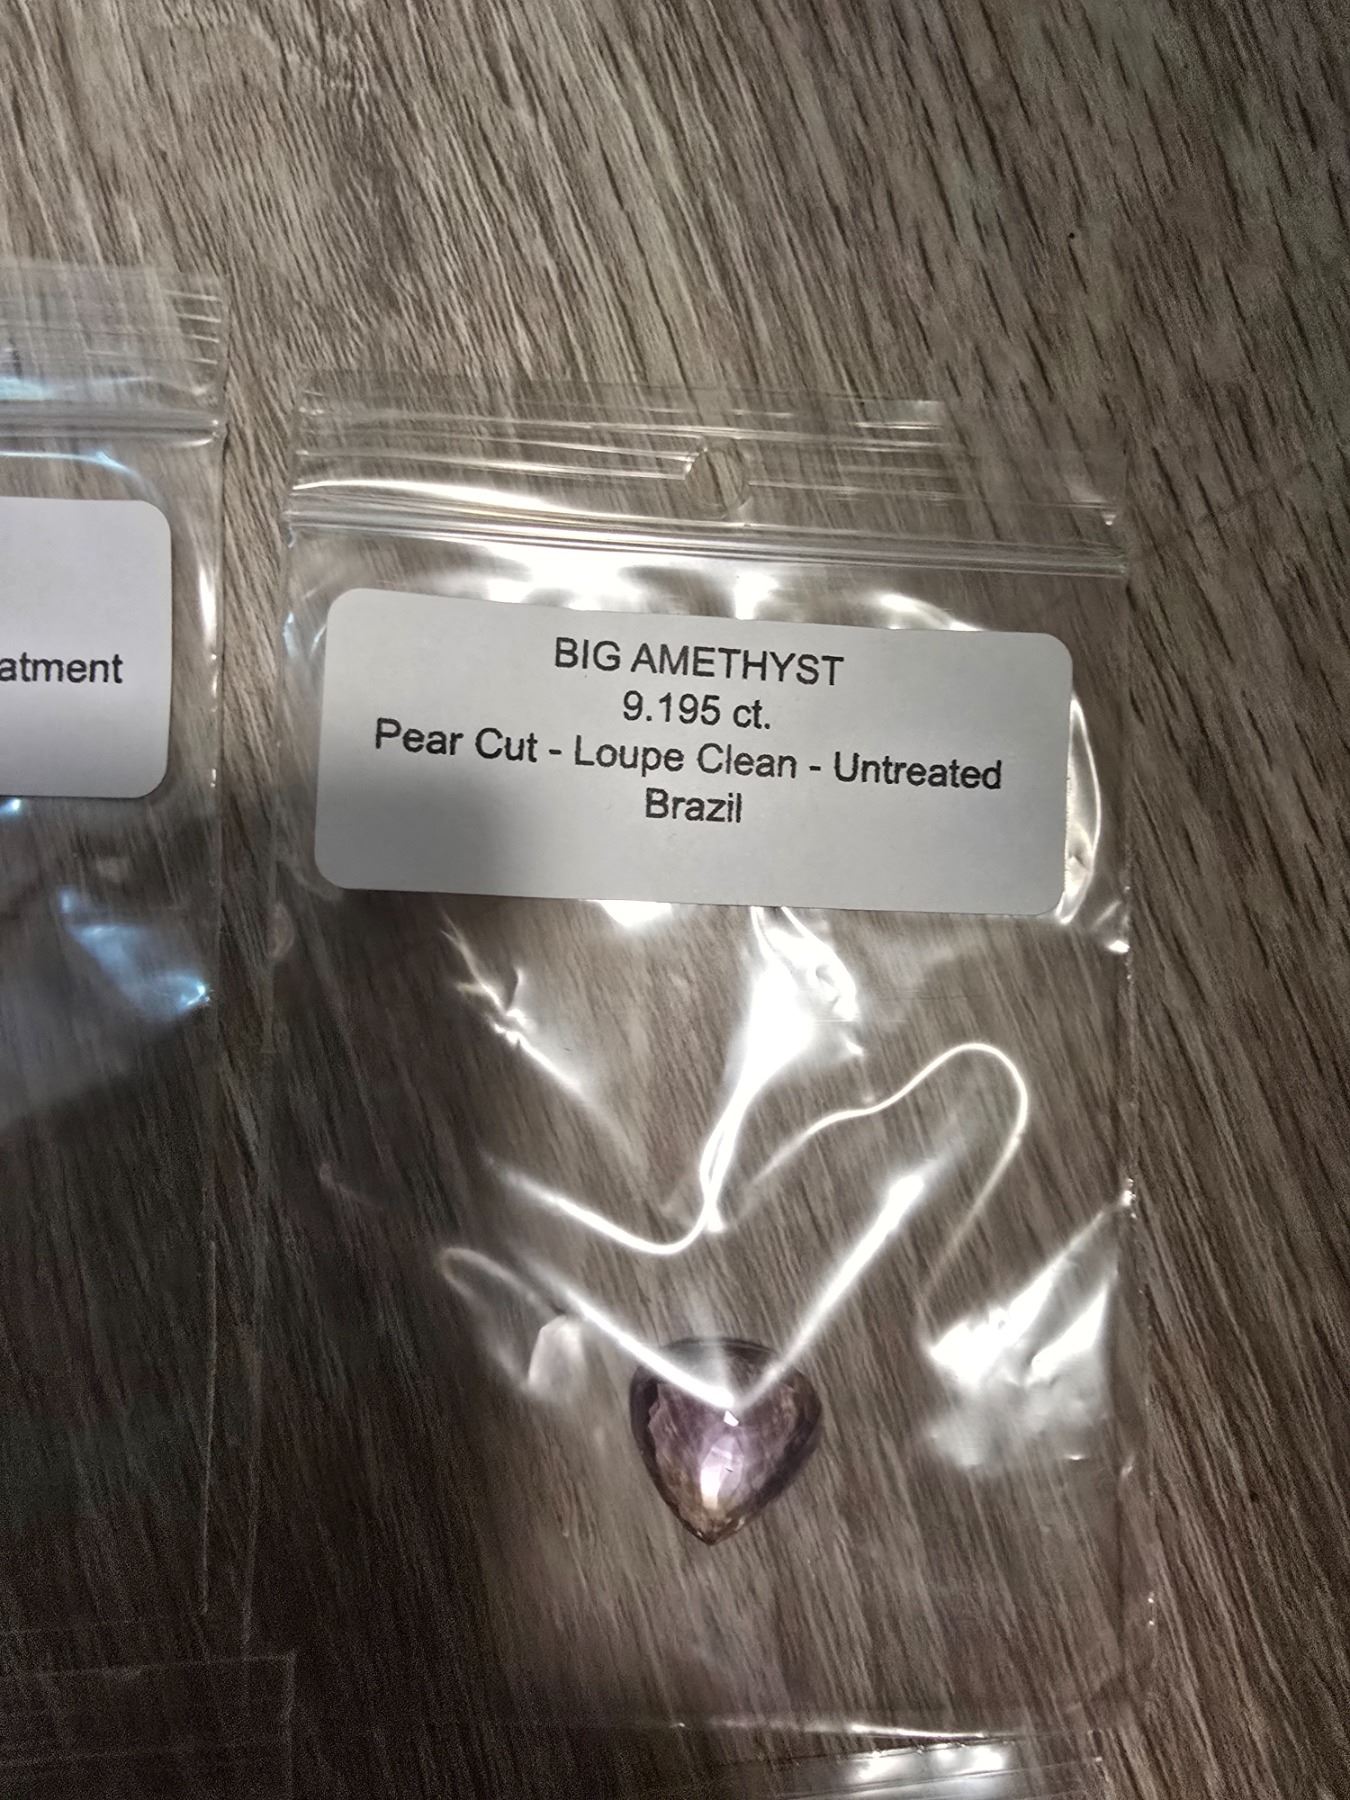 atment
BIG AMETHYST
9.195 ct.
Pear Cut - Loupe Clean - Untreated
Brazil